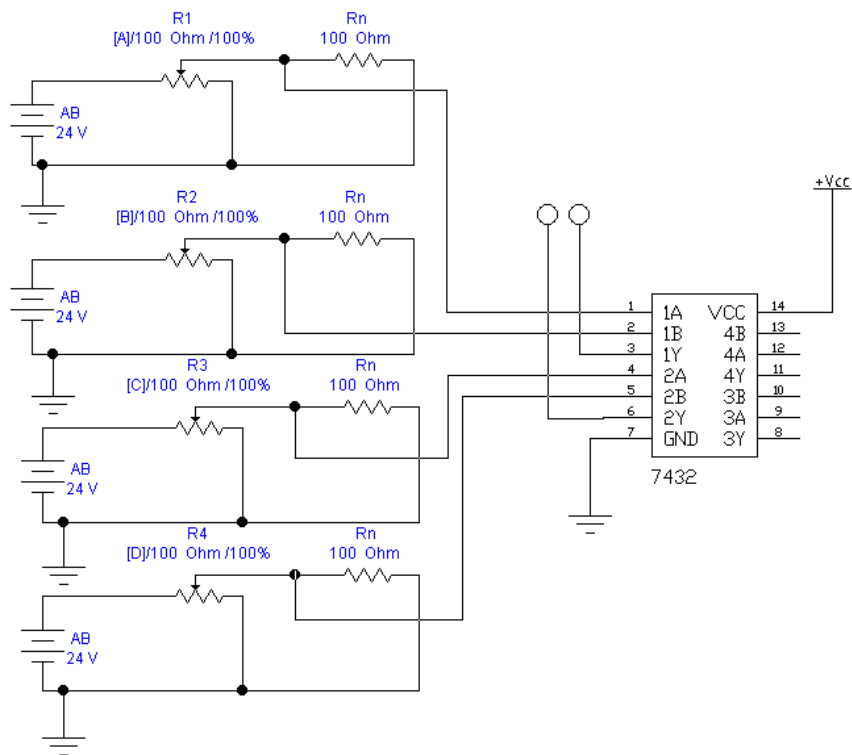 R1
[A]/100 Ohm /100%
Rn
100 Ohm
AB
24 V
R2
[B]/100 Ohm /100%
Rn
100 Ohm
AB
24 V
R3
[C]/100 Ohm /100%
Rn
100 Ohm
AB
24 V
R4
[D]/100 Ohm /100%
Rn
100 Ohm
AB
24 V
+Vcc
1 1A VCC 14
2 1B 4B 13
3 1Y 4A 12
4 2A 4Y 11
5 2B 3B 10
6 2Y 3A 9
7 GND 3Y 8
7432